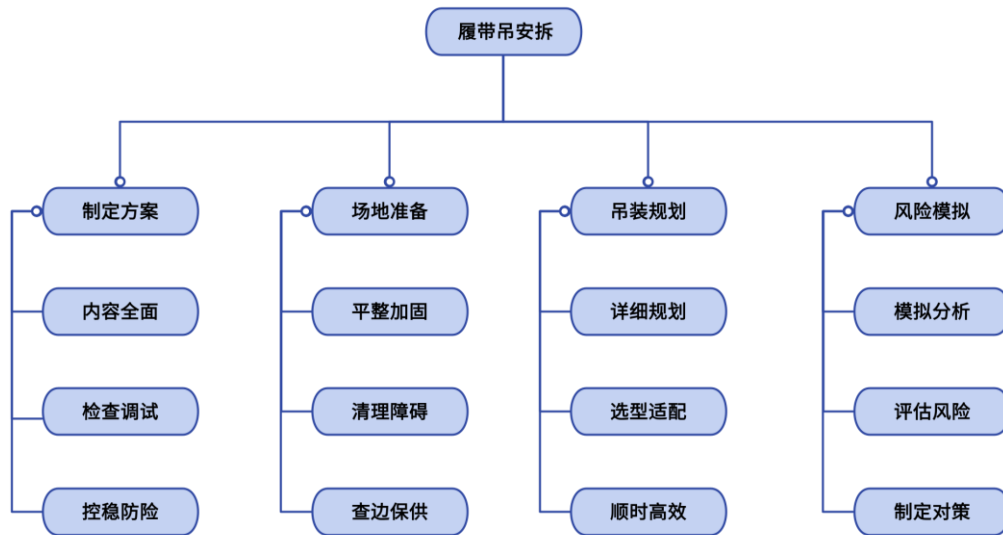 履带吊安拆
制定方案
场地准备
吊装规划
风险模拟
内容全面
平整加固
详细规划
模拟分析
检查调试
清理障碍
选型适配
评估风险
控稳防险
查边保供
顺时高效
制定对策